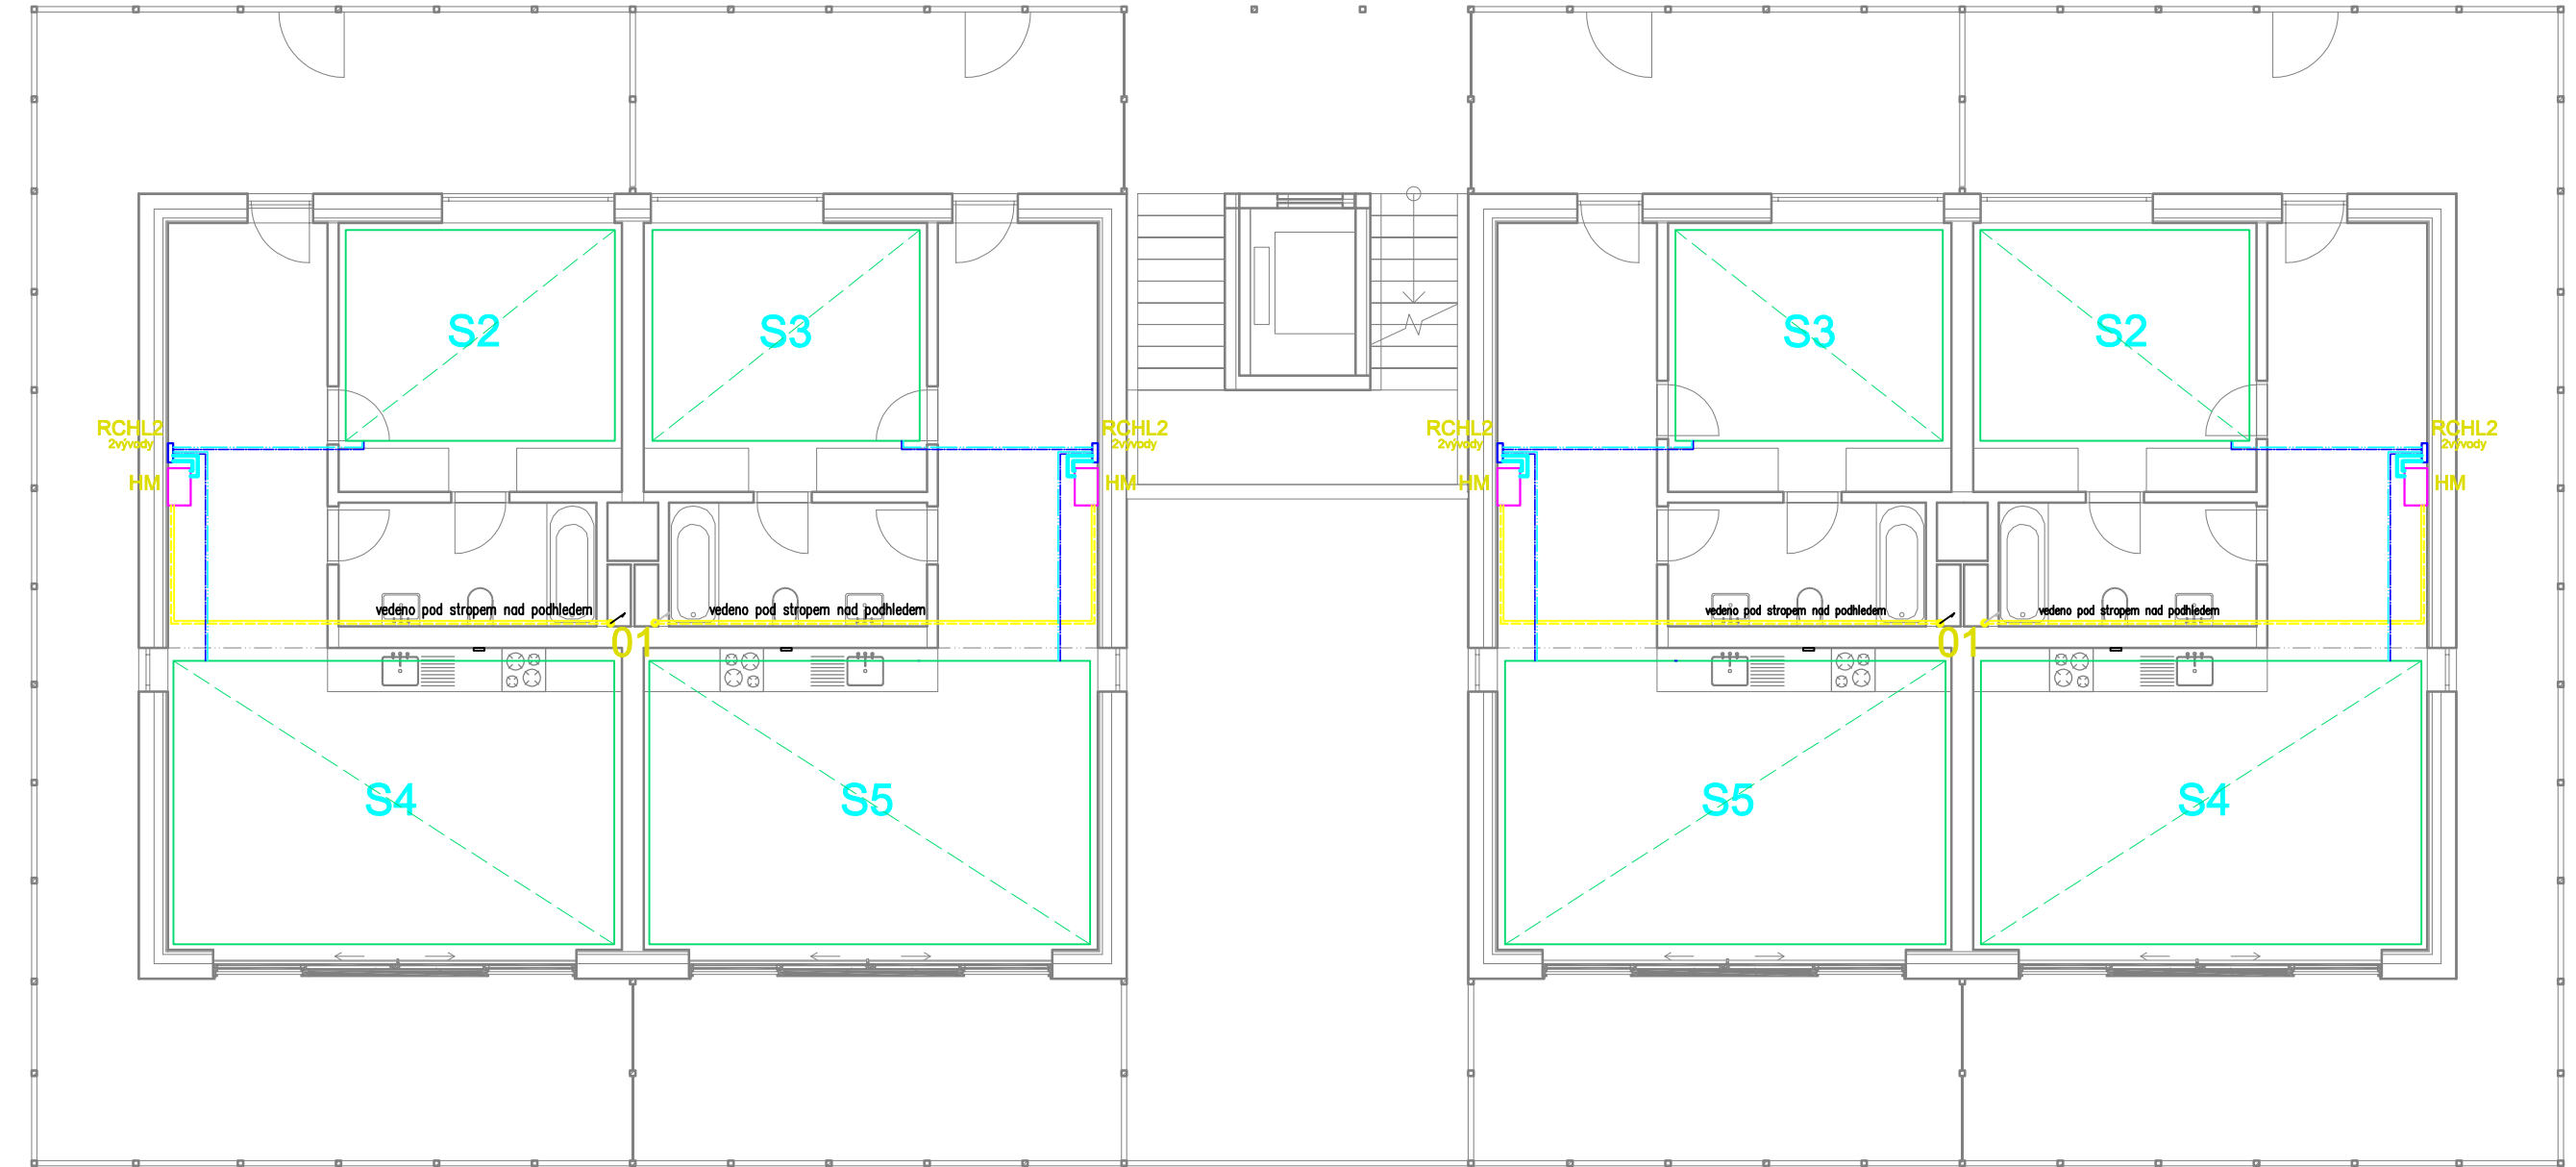 S2
S3
S3
S2
RCHL2
2vývody
RCHL2
2vývody
RCHL2
2vývody
RCHL2
2vývody
HM
HM
HM
HM
vedeno pod stropem nad podhledem
vedeno pod stropem nad podhledem
vedeno pod stropem nad podhledem
vedeno pod stropem nad podhledem
01
01
S4
S5
S5
S4